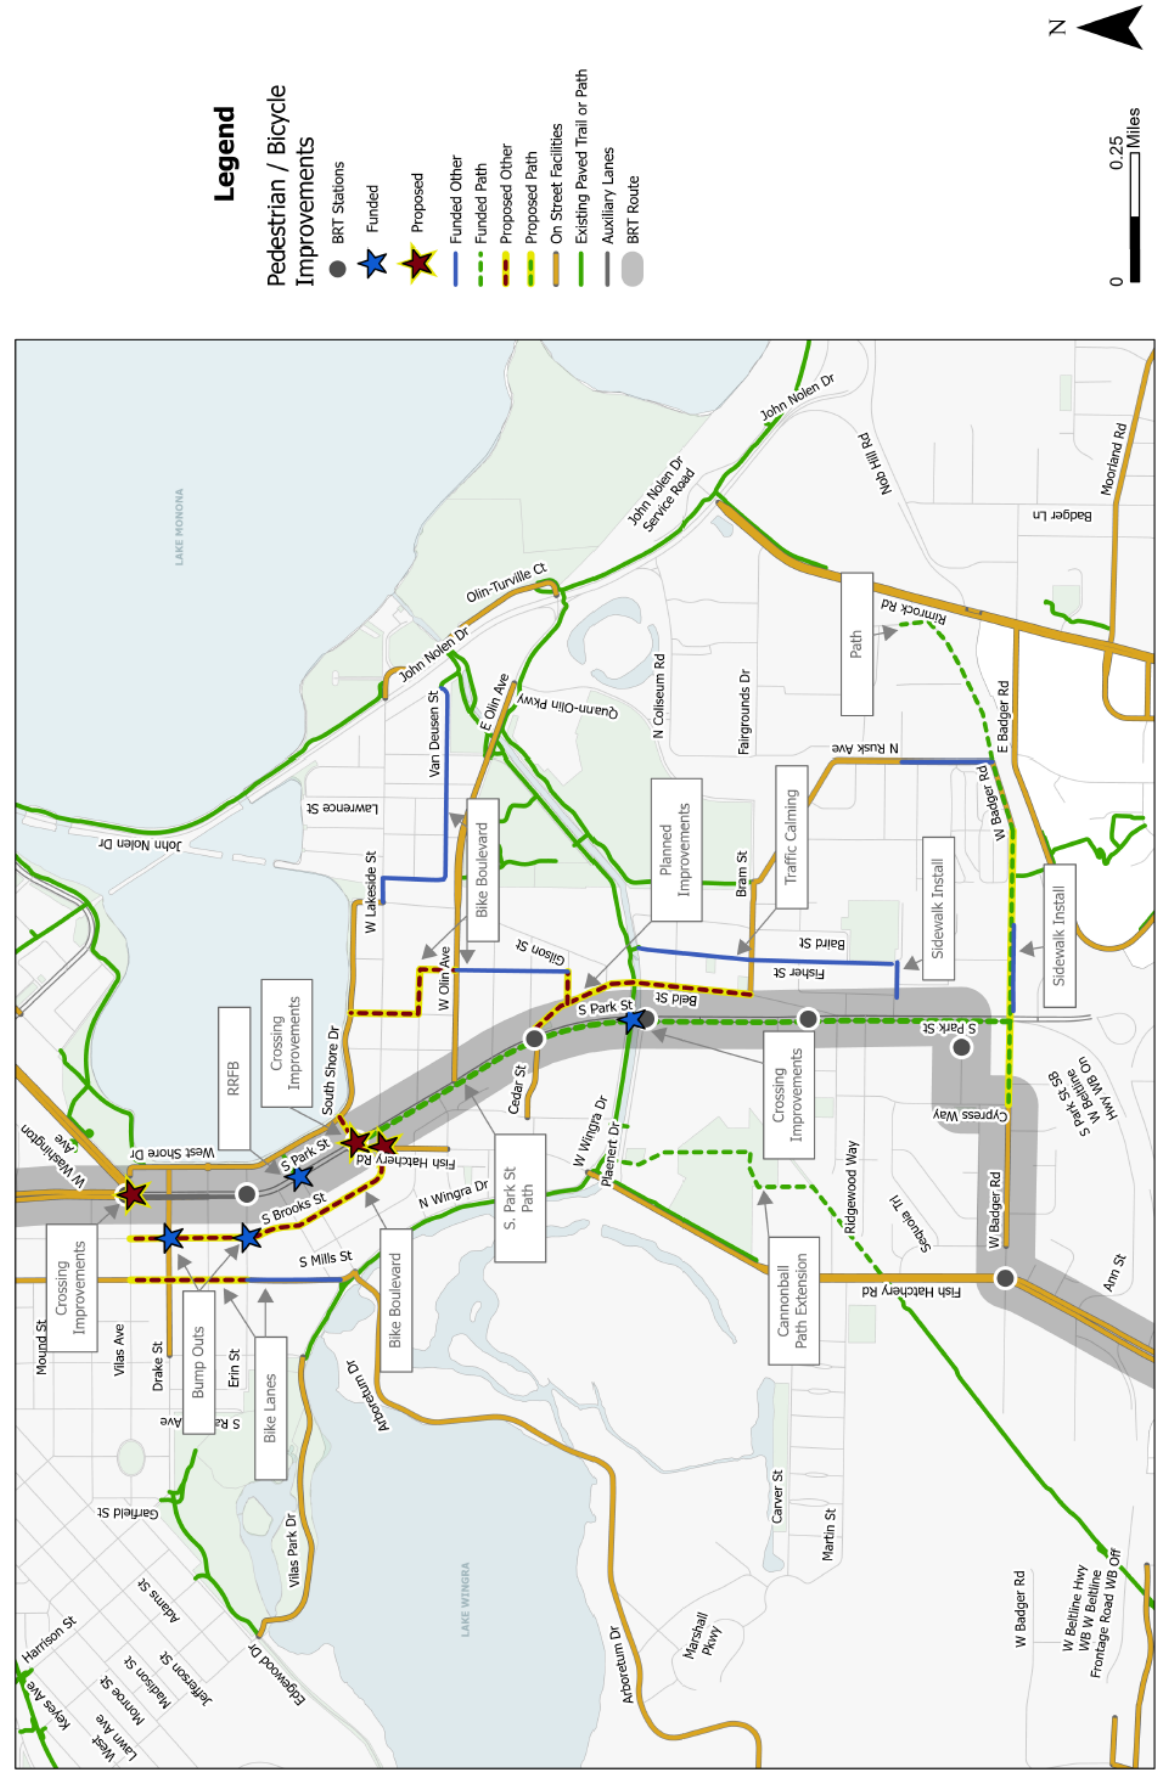 Legend
Pedestrian / Bicycle
Improvements
BRT Stations
Funded
Proposed
Funded Other
Funded Path
Proposed Other
Proposed Path
On Street Facilities
Existing Paved Trail or Path
Auxiliary Lanes
BRT Route
N
0
0.25
Miles
LAKE MONONA
John Nolen Dr
W Washington
Ave
West Shore Dr
Mound St
Vilas Ave
Drake St
Erin St
Crossing
Improvements
Bump Outs
Bike Lanes
S Ra
Ave
Garfield St
Adams St
Harrison St
Keyes Ave
West
Lawn Ave
Monroe St
Madison St
Jefferson St
Edgewood Dr
Vilas Park Dr
LAKE WINGRA
RRFB
Crossing
Improvements
S Park St
S Brooks St
S Mills St
Bike Boulevard
Arboretum Dr
N Wingra Dr
Fish Hatchery Rd
South Shore Dr
W Lakeside St
Lawrence St
Van Deusen St
John Nolen Dr
Olin-Turville Ct
E Olin Ave
Quann-Olin Pkwy
Bike Boulevard
W Olin Ave
Gilson St
Cedar St
S. Park St
Path
S Park St
Beld St
W Wingra Dr
Plaenert Dr
Planned
Improvements
Traffic Calming
Bram St
Fairgrounds Dr
N Coliseum Rd
John Nolen Dr
Service Road
John Nolen Dr
Nob Hill Rd
Moorland Rd
Badger Ln
Rimrock Rd
Path
N Rusk Ave
E Badger Rd
W Badger Rd
Baird St
Fisher St
Sidewalk Install
Sidewalk Install
Crossing
Improvements
S Park St
S Park St SB
W Beltline
Hwy WB On
Cypress Way
W Badger Rd
Ridgewood Way
Sequoia Trl
Cannonball
Path Extension
Fish Hatchery Rd
Ann St
Carver St
Martin St
Marshall
Pkwy
Arboretum Dr
W Badger Rd
W Beltline Hwy
WB W Beltline
Frontage Road WB Off